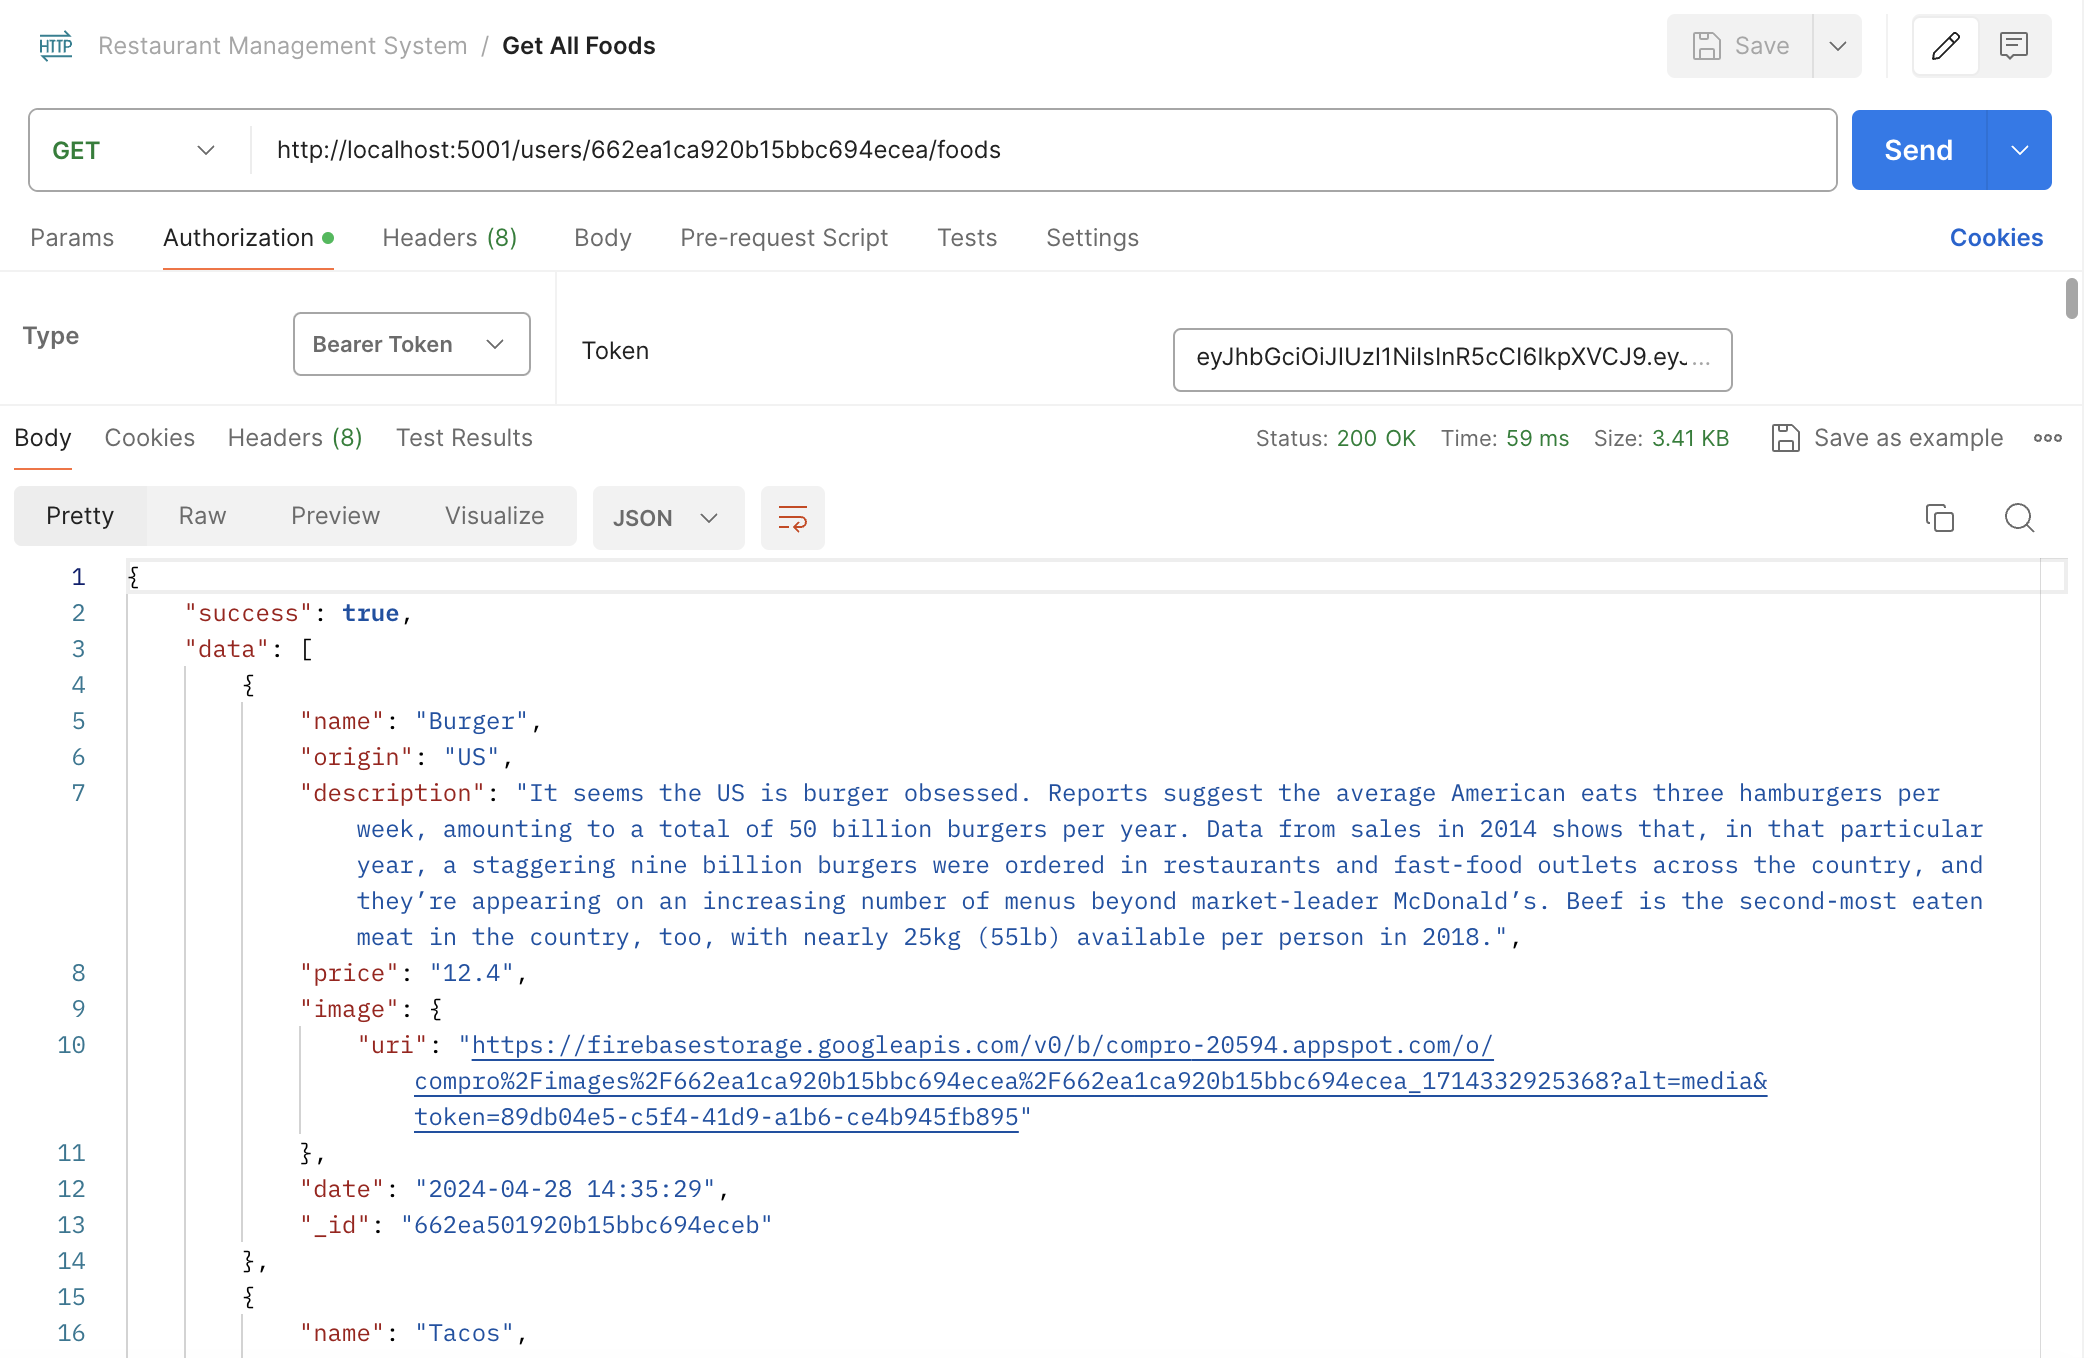 HTTP Restaurant Management System / Get All Foods Save
GET http://localhost:5001/users/662ea1ca920b15bbc694ecea/foods Send
Params Authorization Headers (8) Body Pre-request Script Tests Settings Cookies
Type Bearer Token Token eyJhbGciOiJIUzI1NiIsInR5cCI6IkpXVCJ9.eyJ...
Body Cookies Headers (8) Test Results Status: 200 OK Time: 59 ms Size: 3.41 KB Save as example
Pretty Raw Preview Visualize JSON
1 {
2 "success": true,
3 "data": [
4 {
5 "name": "Burger",
6 "origin": "US",
7 "description": "It seems the US is burger obsessed. Reports suggest the average American eats three hamburgers per
week, amounting to a total of 50 billion burgers per year. Data from sales in 2014 shows that, in that particular
year, a staggering nine billion burgers were ordered in restaurants and fast-food outlets across the country, and
they’re appearing on an increasing number of menus beyond market-leader McDonald’s. Beef is the second-most eaten
meat in the country, too, with nearly 25kg (55lb) available per person in 2018.",
8 "price": "12.4",
9 "image": {
10 "uri": "https://firebasestorage.googleapis.com/v0/b/compro-20594.appspot.com/o/
compro%2Fimages%2F662ea1ca920b15bbc694ecea%2F662ea1ca920b15bbc694ecea_1714332925368?alt=media&
token=89db04e5-c5f4-41d9-a1b6-ce4b945fb895"
11 },
12 "date": "2024-04-28 14:35:29",
13 "_id": "662ea501920b15bbc694eceb"
14 },
15 {
16 "name": "Tacos",